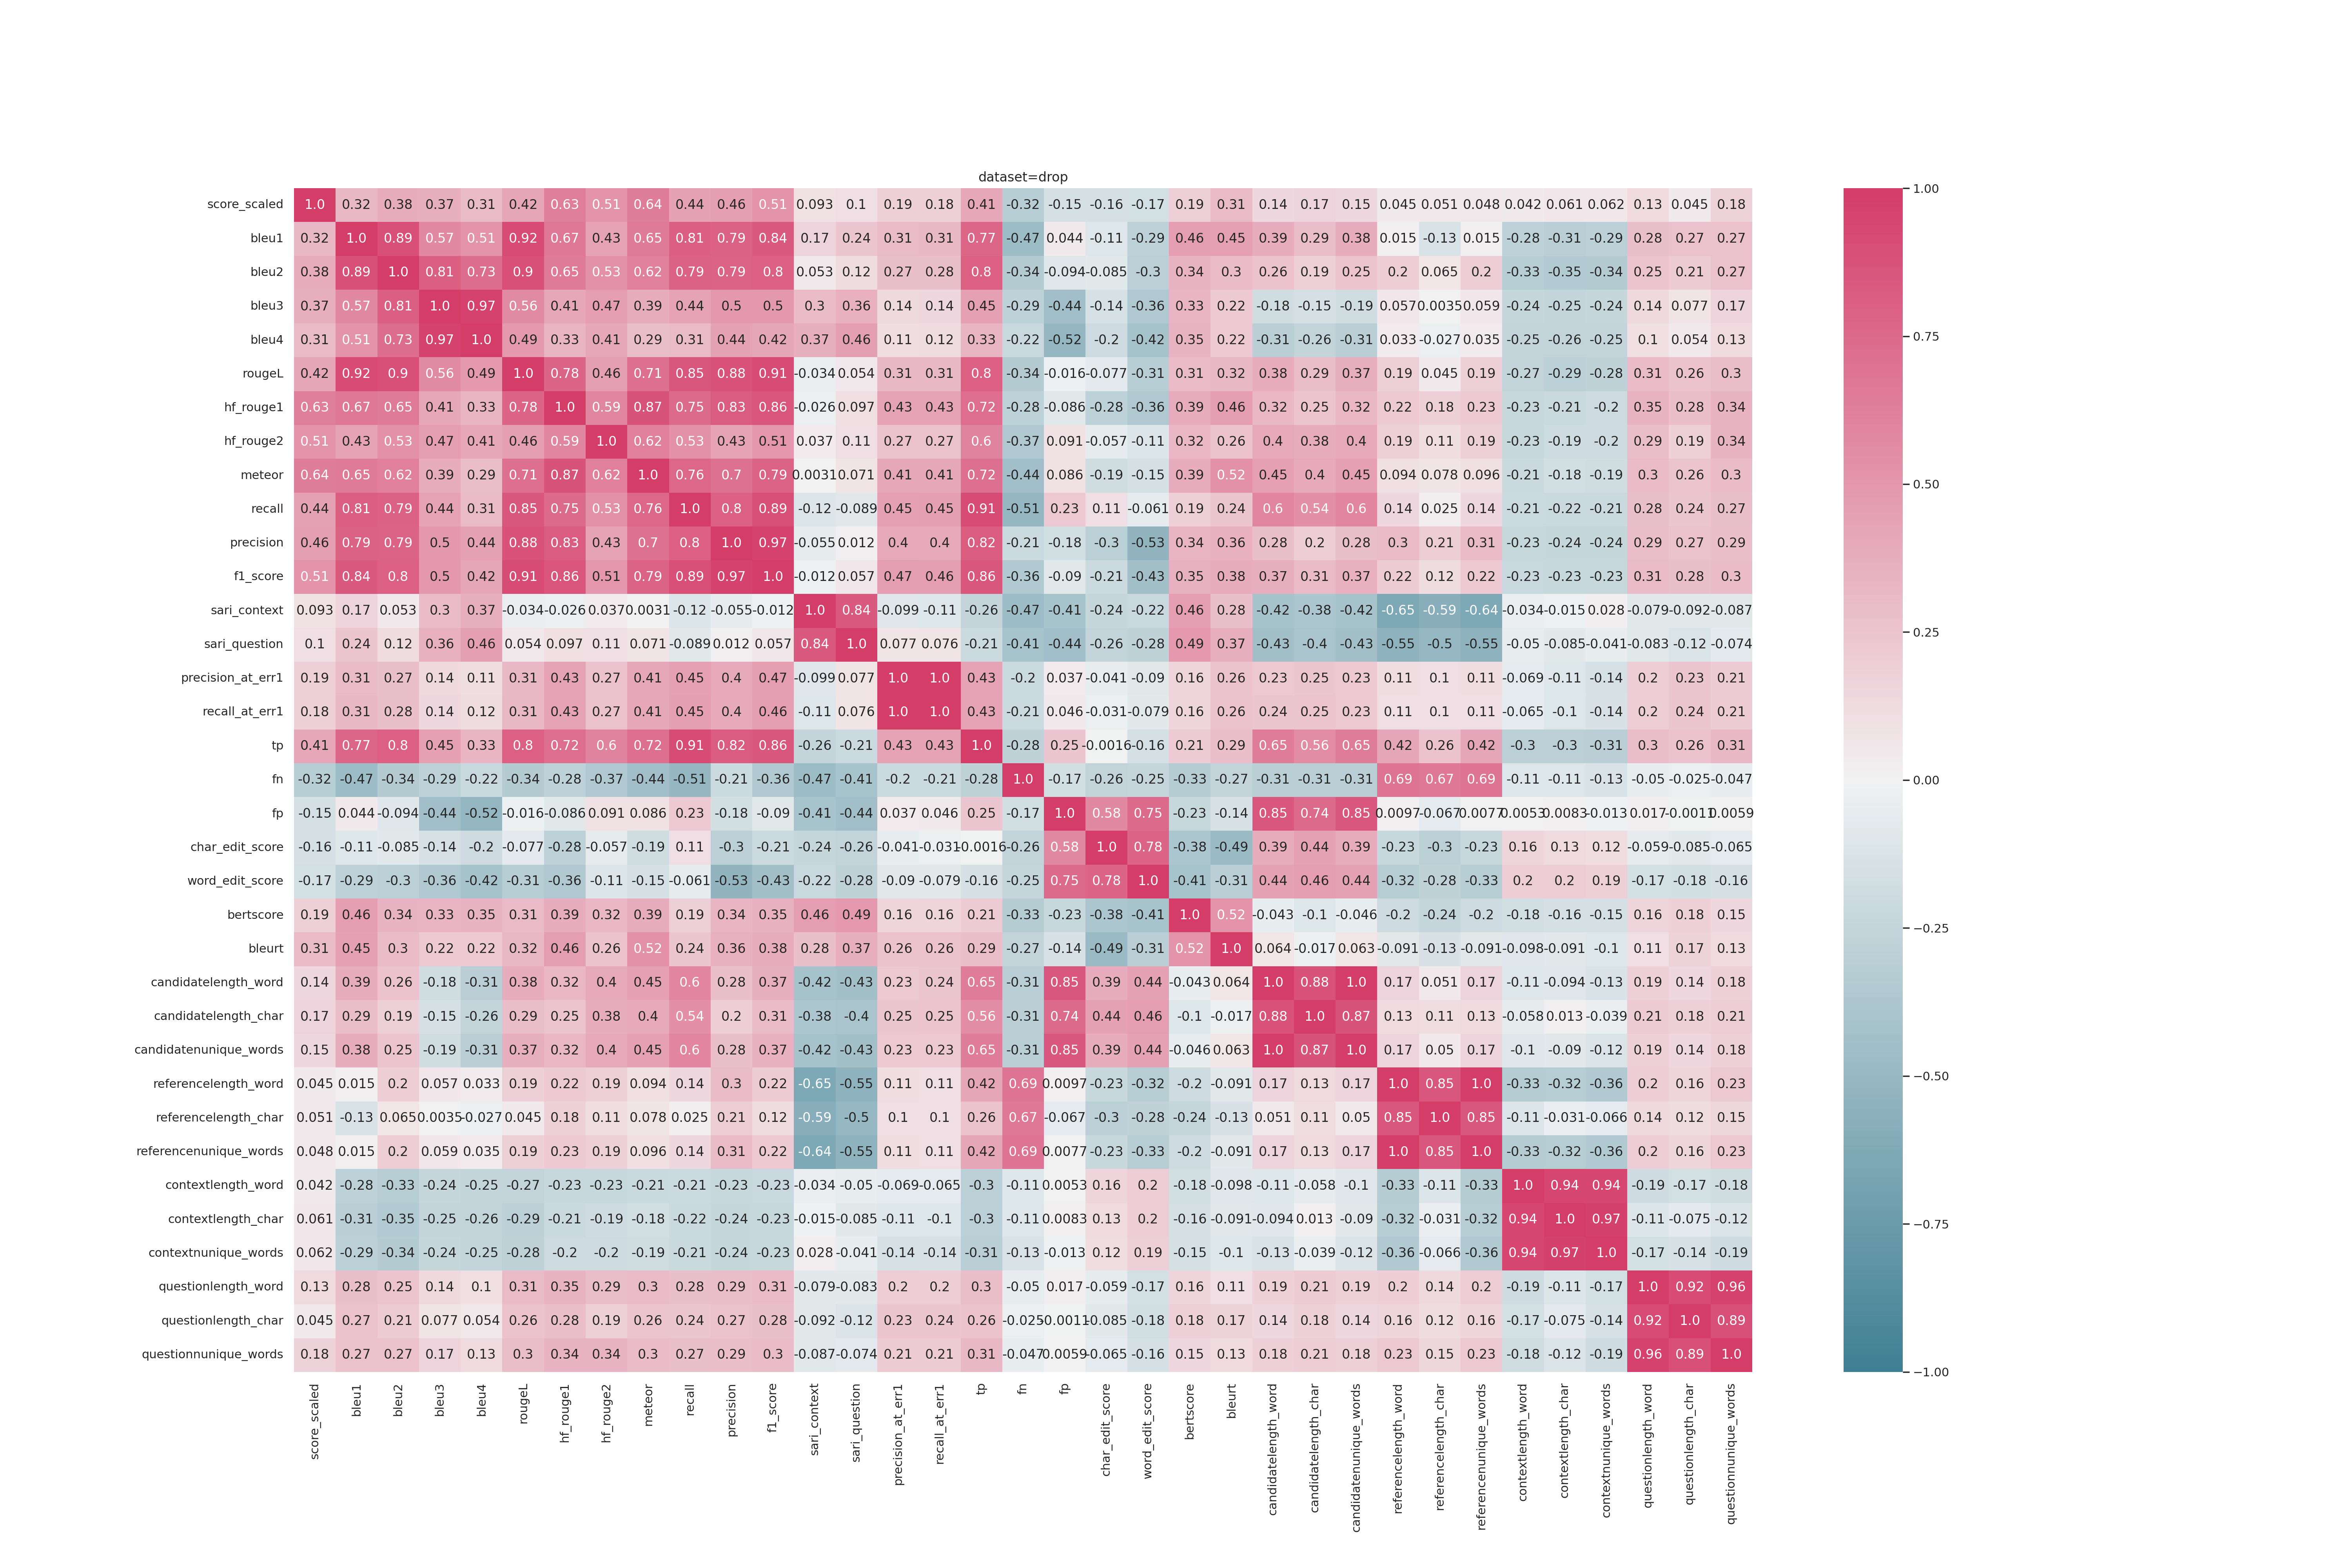 dataset=drop
score_scaled 1.0 0.32 0.38 0.37 0.31 0.42 0.63 0.51 0.64 0.44 0.46 0.51 0.093 0.1 0.19 0.18 0.41 -0.32 -0.15 -0.16 -0.17 0.19 0.31 0.14 0.17 0.15 0.045 0.051 0.048 0.042 0.061 0.062 0.13 0.045 0.18
bleu1 0.32 1.0 0.89 0.57 0.51 0.92 0.67 0.43 0.65 0.81 0.79 0.84 0.17 0.24 0.31 0.31 0.77 -0.47 0.044 -0.11 -0.29 0.46 0.45 0.39 0.29 0.38 0.015 -0.13 0.015 -0.28 -0.31 -0.29 0.28 0.27 0.27
bleu2 0.38 0.89 1.0 0.81 0.73 0.9 0.65 0.53 0.62 0.79 0.79 0.8 0.053 0.12 0.27 0.28 0.8 -0.34 -0.094 -0.085 -0.3 0.34 0.3 0.26 0.19 0.25 0.2 0.065 0.2 -0.33 -0.35 -0.34 0.25 0.21 0.27
bleu3 0.37 0.57 0.81 1.0 0.97 0.56 0.41 0.47 0.39 0.44 0.5 0.5 0.3 0.36 0.14 0.14 0.45 -0.29 -0.44 -0.14 -0.36 0.33 0.22 -0.18 -0.15 -0.19 0.057 0.0035 0.059 -0.24 -0.25 -0.24 0.14 0.077 0.17
bleu4 0.31 0.51 0.73 0.97 1.0 0.49 0.33 0.41 0.29 0.31 0.44 0.42 0.37 0.46 0.11 0.12 0.33 -0.22 -0.52 -0.2 -0.42 0.35 0.22 -0.31 -0.26 -0.31 0.033 -0.027 0.035 -0.25 -0.26 -0.25 0.1 0.054 0.13
rougeL 0.42 0.92 0.9 0.56 0.49 1.0 0.78 0.46 0.71 0.85 0.88 0.91 -0.034 0.054 0.31 0.31 0.8 -0.34 -0.016 -0.077 -0.31 0.31 0.32 0.38 0.29 0.37 0.19 0.045 0.19 -0.27 -0.29 -0.28 0.31 0.26 0.3
hf_rouge1 0.63 0.67 0.65 0.41 0.33 0.78 1.0 0.59 0.87 0.75 0.83 0.86 -0.026 0.097 0.43 0.43 0.72 -0.28 -0.086 -0.28 -0.36 0.39 0.46 0.32 0.25 0.32 0.22 0.18 0.23 -0.23 -0.21 -0.2 0.35 0.28 0.34
hf_rouge2 0.51 0.43 0.53 0.47 0.41 0.46 0.59 1.0 0.62 0.53 0.43 0.51 0.037 0.11 0.27 0.27 0.6 -0.37 0.091 -0.057 -0.11 0.32 0.26 0.4 0.38 0.4 0.19 0.11 0.19 -0.23 -0.19 -0.2 0.29 0.19 0.34
meteor 0.64 0.65 0.62 0.39 0.29 0.71 0.87 0.62 1.0 0.76 0.7 0.79 0.0031 0.071 0.41 0.41 0.72 -0.44 0.086 -0.19 -0.15 0.39 0.52 0.45 0.4 0.45 0.094 0.078 0.096 -0.21 -0.18 -0.19 0.3 0.26 0.3
recall 0.44 0.81 0.79 0.44 0.31 0.85 0.75 0.53 0.76 1.0 0.8 0.89 -0.12 -0.089 0.45 0.45 0.91 -0.51 0.23 0.11 -0.061 0.19 0.24 0.6 0.54 0.6 0.14 0.025 0.14 -0.21 -0.22 -0.21 0.28 0.24 0.27
precision 0.46 0.79 0.79 0.5 0.44 0.88 0.83 0.43 0.7 0.8 1.0 0.97 -0.055 0.012 0.4 0.4 0.82 -0.21 -0.18 -0.3 -0.53 0.34 0.36 0.28 0.2 0.28 0.3 0.21 0.31 -0.23 -0.24 -0.24 0.29 0.27 0.29
f1_score 0.51 0.84 0.8 0.5 0.42 0.91 0.86 0.51 0.79 0.89 0.97 1.0 -0.012 0.057 0.47 0.46 0.86 -0.36 -0.09 -0.21 -0.43 0.35 0.38 0.37 0.31 0.37 0.22 0.12 0.22 -0.23 -0.23 -0.23 0.31 0.28 0.3
sari_context 0.093 0.17 0.053 0.3 0.37 -0.034 -0.026 0.037 0.0031 -0.12 -0.055 -0.012 1.0 0.84 -0.099 -0.11 -0.26 -0.47 -0.41 -0.24 -0.22 0.46 0.28 -0.42 -0.38 -0.42 -0.65 -0.59 -0.64 -0.034 -0.015 0.028 -0.079 -0.092 -0.087
sari_question 0.1 0.24 0.12 0.36 0.46 0.054 0.097 0.11 0.071 -0.089 0.012 0.057 0.84 1.0 0.077 0.076 -0.21 -0.41 -0.44 -0.26 -0.28 0.49 0.37 -0.43 -0.4 -0.43 -0.55 -0.5 -0.55 -0.05 -0.085 -0.041 -0.083 -0.12 -0.074
precision_at_err1 0.19 0.31 0.27 0.14 0.11 0.31 0.43 0.27 0.41 0.45 0.4 0.47 -0.099 0.077 1.0 1.0 0.43 -0.2 0.037 -0.041 -0.09 0.16 0.26 0.23 0.25 0.23 0.11 0.1 0.11 -0.069 -0.11 -0.14 0.2 0.23 0.21
recall_at_err1 0.18 0.31 0.28 0.14 0.12 0.31 0.43 0.27 0.41 0.45 0.4 0.46 -0.11 0.076 1.0 1.0 0.43 -0.21 0.046 -0.031 -0.079 0.16 0.26 0.24 0.25 0.23 0.11 0.1 0.11 -0.065 -0.1 -0.14 0.2 0.24 0.21
tp 0.41 0.77 0.8 0.45 0.33 0.8 0.72 0.6 0.72 0.91 0.82 0.86 -0.26 -0.21 0.43 0.43 1.0 -0.28 0.25 -0.0016 -0.16 0.21 0.29 0.65 0.56 0.65 0.42 0.26 0.42 -0.3 -0.3 -0.31 0.3 0.26 0.31
fn -0.32 -0.47 -0.34 -0.29 -0.22 -0.34 -0.28 -0.37 -0.44 -0.51 -0.21 -0.36 -0.47 -0.41 -0.2 -0.21 -0.28 1.0 -0.17 -0.26 -0.25 -0.33 -0.27 -0.31 -0.31 -0.31 0.69 0.67 0.69 -0.11 -0.11 -0.13 -0.05 -0.025 -0.047
fp -0.15 0.044 -0.094 -0.44 -0.52 -0.016 -0.086 0.091 0.086 0.23 -0.18 -0.09 -0.41 -0.44 0.037 0.046 0.25 -0.17 1.0 0.58 0.75 -0.23 -0.14 0.85 0.74 0.85 0.0097 -0.067 0.0077 0.0053 0.0083 -0.013 0.017 -0.0011 0.0059
char_edit_score -0.16 -0.11 -0.085 -0.14 -0.2 -0.077 -0.28 -0.057 -0.19 0.11 -0.3 -0.21 -0.24 -0.26 -0.041 -0.031 -0.0016 -0.26 0.58 1.0 0.78 -0.38 -0.49 0.39 0.44 0.39 -0.23 -0.3 -0.23 0.16 0.13 0.12 -0.059 -0.085 -0.065
word_edit_score -0.17 -0.29 -0.3 -0.36 -0.42 -0.31 -0.36 -0.11 -0.15 -0.061 -0.53 -0.43 -0.22 -0.28 -0.09 -0.079 -0.16 -0.25 0.75 0.78 1.0 -0.41 -0.31 0.44 0.46 0.44 -0.32 -0.28 -0.33 0.2 0.2 0.19 -0.17 -0.18 -0.16
bertscore 0.19 0.46 0.34 0.33 0.35 0.31 0.39 0.32 0.39 0.19 0.34 0.35 0.46 0.49 0.16 0.16 0.21 -0.33 -0.23 -0.38 -0.41 1.0 0.52 -0.043 -0.1 -0.046 -0.2 -0.24 -0.2 -0.18 -0.16 -0.15 0.16 0.18 0.15
bleurt 0.31 0.45 0.3 0.22 0.22 0.32 0.46 0.26 0.52 0.24 0.36 0.38 0.28 0.37 0.26 0.26 0.29 -0.27 -0.14 -0.49 -0.31 0.52 1.0 0.064 -0.017 0.063 -0.091 -0.13 -0.091 -0.098 -0.091 -0.1 0.11 0.17 0.13
candidatelength_word 0.14 0.39 0.26 -0.18 -0.31 0.38 0.32 0.4 0.45 0.6 0.28 0.37 -0.42 -0.43 0.23 0.24 0.65 -0.31 0.85 0.39 0.44 -0.043 0.064 1.0 0.88 1.0 0.17 0.051 0.17 -0.11 -0.094 -0.13 0.19 0.14 0.18
candidatelength_char 0.17 0.29 0.19 -0.15 -0.26 0.29 0.25 0.38 0.4 0.54 0.2 0.31 -0.38 -0.4 0.25 0.25 0.56 -0.31 0.74 0.44 0.46 -0.1 -0.017 0.88 1.0 0.87 0.13 0.11 0.13 -0.058 0.013 -0.039 0.21 0.18 0.21
candidatenunique_words 0.15 0.38 0.25 -0.19 -0.31 0.37 0.32 0.4 0.45 0.6 0.28 0.37 -0.42 -0.43 0.23 0.23 0.65 -0.31 0.85 0.39 0.44 -0.046 0.063 1.0 0.87 1.0 0.17 0.05 0.17 -0.1 -0.09 -0.12 0.19 0.14 0.18
referencelength_word 0.045 0.015 0.2 0.057 0.033 0.19 0.22 0.19 0.094 0.14 0.3 0.22 -0.65 -0.55 0.11 0.11 0.42 0.69 0.0097 -0.23 -0.32 -0.2 -0.091 0.17 0.13 0.17 1.0 0.85 1.0 -0.33 -0.32 -0.36 0.2 0.16 0.23
referencelength_char 0.051 -0.13 0.065 0.0035 -0.027 0.045 0.18 0.11 0.078 0.025 0.21 0.12 -0.59 -0.5 0.1 0.1 0.26 0.67 -0.067 -0.3 -0.28 -0.24 -0.13 0.051 0.11 0.05 0.85 1.0 0.85 -0.11 -0.031 -0.066 0.14 0.12 0.15
referencenunique_words 0.048 0.015 0.2 0.059 0.035 0.19 0.23 0.19 0.096 0.14 0.31 0.22 -0.64 -0.55 0.11 0.11 0.42 0.69 0.0077 -0.23 -0.33 -0.2 -0.091 0.17 0.13 0.17 1.0 0.85 1.0 -0.33 -0.32 -0.36 0.2 0.16 0.23
contextlength_word 0.042 -0.28 -0.33 -0.24 -0.25 -0.27 -0.23 -0.23 -0.21 -0.21 -0.23 -0.23 -0.034 -0.05 -0.069 -0.065 -0.3 -0.11 0.0053 0.16 0.2 -0.18 -0.098 -0.11 -0.058 -0.1 -0.33 -0.11 -0.33 1.0 0.94 0.94 -0.19 -0.17 -0.18
contextlength_char 0.061 -0.31 -0.35 -0.25 -0.26 -0.29 -0.21 -0.19 -0.18 -0.22 -0.24 -0.23 -0.015 -0.085 -0.11 -0.1 -0.3 -0.11 0.0083 0.13 0.2 -0.16 -0.091 -0.094 0.013 -0.09 -0.32 -0.031 -0.32 0.94 1.0 0.97 -0.11 -0.075 -0.12
contextnunique_words 0.062 -0.29 -0.34 -0.24 -0.25 -0.28 -0.2 -0.2 -0.19 -0.21 -0.24 -0.23 0.028 -0.041 -0.14 -0.14 -0.31 -0.13 -0.013 0.12 0.19 -0.15 -0.1 -0.13 -0.039 -0.12 -0.36 -0.066 -0.36 0.94 0.97 1.0 -0.17 -0.14 -0.19
questionlength_word 0.13 0.28 0.25 0.14 0.1 0.31 0.35 0.29 0.3 0.28 0.29 0.31 -0.079 -0.083 0.2 0.2 0.3 -0.05 0.017 -0.059 -0.17 0.16 0.11 0.19 0.21 0.19 0.2 0.14 0.2 -0.19 -0.11 -0.17 1.0 0.92 0.96
questionlength_char 0.045 0.27 0.21 0.077 0.054 0.26 0.28 0.19 0.26 0.24 0.27 0.28 -0.092 -0.12 0.23 0.24 0.26 -0.025 -0.0011 -0.085 -0.18 0.18 0.17 0.14 0.18 0.14 0.16 0.12 0.16 -0.17 -0.075 -0.14 0.92 1.0 0.89
questionnunique_words 0.18 0.27 0.27 0.17 0.13 0.3 0.34 0.34 0.3 0.27 0.29 0.3 -0.087 -0.074 0.21 0.21 0.31 -0.047 0.0059 -0.065 -0.16 0.15 0.13 0.18 0.21 0.18 0.23 0.15 0.23 -0.18 -0.12 -0.19 0.96 0.89 1.0
score_scaled bleu1 bleu2 bleu3 bleu4 rougeL hf_rouge1 hf_rouge2 meteor recall precision f1_score sari_context sari_question precision_at_err1 recall_at_err1 tp fn fp char_edit_score word_edit_score bertscore bleurt candidatelength_word candidatelength_char candidatenunique_words referencelength_word referencelength_char referencenunique_words contextlength_word contextlength_char contextnunique_words questionlength_word questionlength_char questionnunique_words
1.00
0.75
0.50
0.25
0.00
−0.25
−0.50
−0.75
−1.00